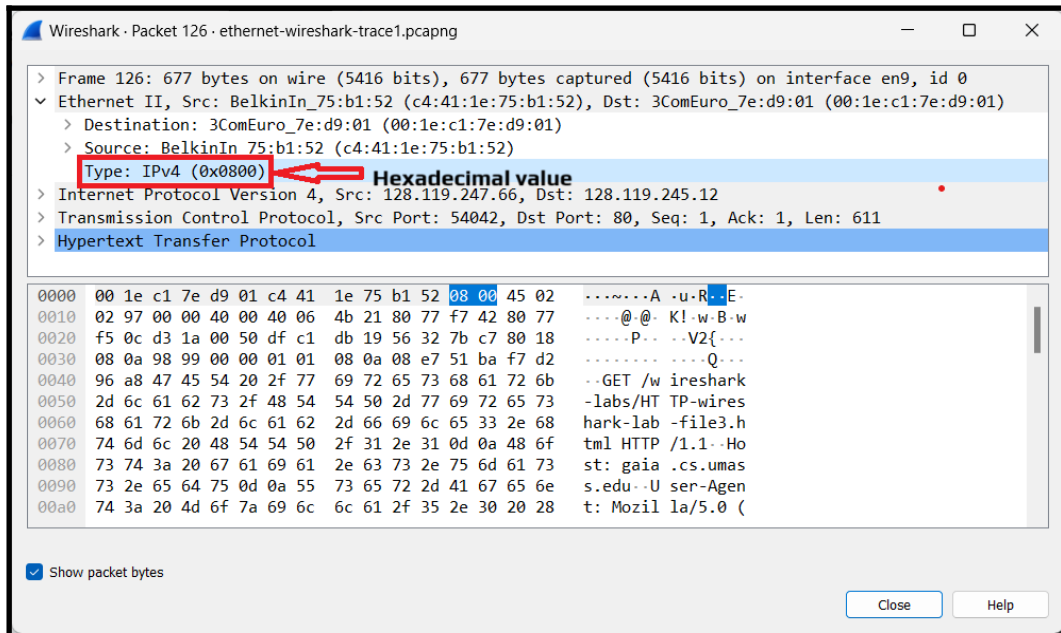 Wireshark · Packet 126 · ethernet-wireshark-trace1.pcapng
> Frame 126: 677 bytes on wire (5416 bits), 677 bytes captured (5416 bits) on interface en9, id 0
Ethernet II, Src: BelkinIn_75:b1:52 (c4:41:1e:75:b1:52), Dst: 3ComEuro_7e:d9:01 (00:1e:c1:7e:d9:01)
> Destination: 3ComEuro_7e:d9:01 (00:1e:c1:7e:d9:01)
> Source: BelkinIn_75:b1:52 (c4:41:1e:75:b1:52)
Type: IPv4 (0x0800)
Hexadecimal value
> Internet Protocol Version 4, Src: 128.119.247.66, Dst: 128.119.245.12
> Transmission Control Protocol, Src Port: 54042, Dst Port: 80, Seq: 1, Ack: 1, Len: 611
> Hypertext Transfer Protocol
0000 00 1e c1 7e d9 01 c4 41 1e 75 b1 52 08 00 45 02 ···~···A ·u·R··E·
0010 02 97 00 00 40 00 40 06 4b 21 80 77 f7 42 80 77 ····@·@· K!·w·B·w
0020 f5 0c d3 1a 00 50 df c1 db 19 56 32 7b c7 80 18 ·····P·· ··V2{···
0030 08 0a 98 99 00 00 01 01 08 0a 08 e7 51 ba f7 d2 ········ ····Q···
0040 96 a8 47 45 54 20 2f 77 69 72 65 73 68 61 72 6b ··GET /w ireshark
0050 2d 6c 61 62 73 2f 48 54 54 50 2d 77 69 72 65 73 -labs/HT TP-wires
0060 68 61 72 6b 2d 6c 61 62 2d 66 69 6c 65 33 2e 68 hark-lab -file3.h
0070 74 6d 6c 20 48 54 54 50 2f 31 2e 31 0d 0a 48 6f tml HTTP /1.1··Ho
0080 73 74 3a 20 67 61 69 61 2e 63 73 2e 75 6d 61 73 st: gaia .cs.umas
0090 73 2e 65 64 75 0d 0a 55 73 65 72 2d 41 67 65 6e s.edu··U ser-Agen
00a0 74 3a 20 4d 6f 7a 69 6c 6c 61 2f 35 2e 30 20 28 t: Mozil la/5.0 (
Show packet bytes
Close Help